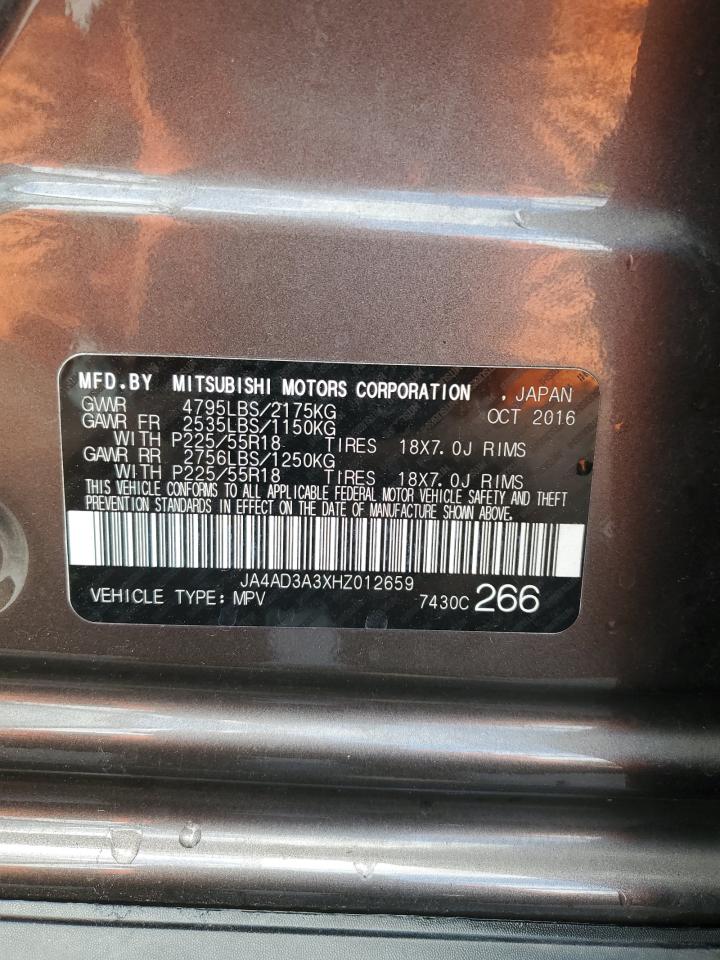 MFD.BY MITSUBISHI MOTORS CORPORATION , JAPAN
GVWR 4795LBS/2175KG OCT 2016
GAWR FR 2535LBS/1150KG
WITH P225/55R18 TIRES 18X7.0J RIMS
GAWR RR 2756LBS/1250KG
WITH P225/55R18 TIRES 18X7.0J RIMS
THIS VEHICLE CONFORMS TO ALL APPLICABLE FEDERAL MOTOR VEHICLE SAFETY AND THEFT
PREVENTION STANDARDS IN EFFECT ON THE DATE OF MANUFACTURE SHOWN ABOVE.
JA4AD3A3XHZ012659
VEHICLE TYPE: MPV 7430C 266